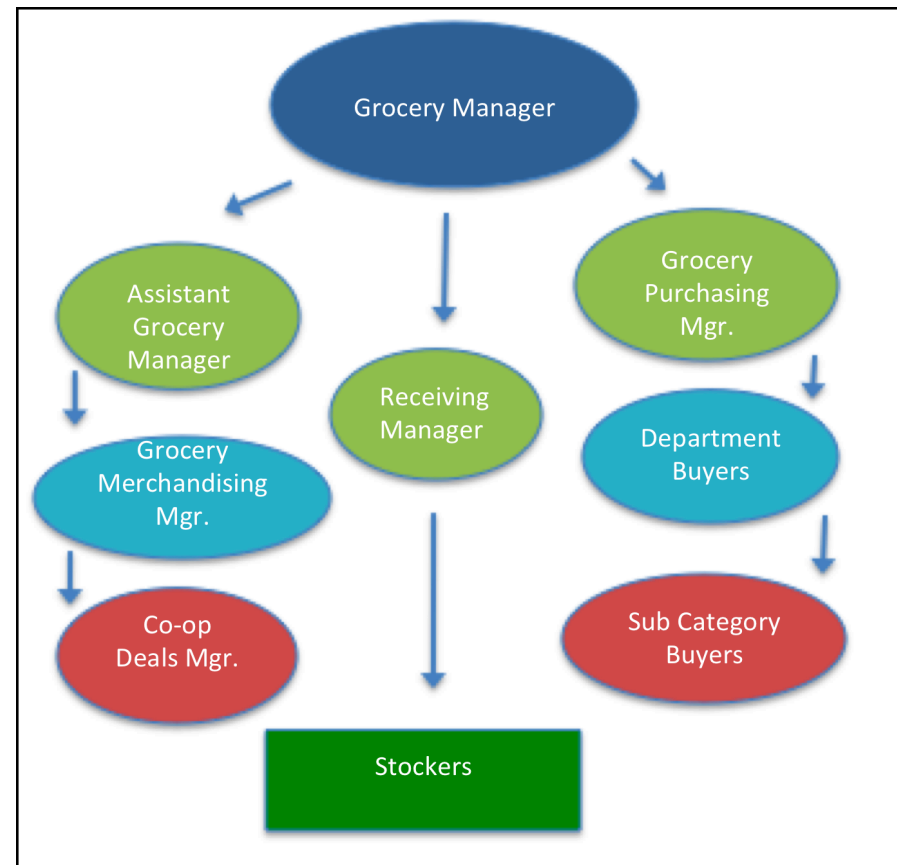 Grocery Manager
Assistant
Grocery
Manager
Receiving
Manager
Grocery
Purchasing
Mgr.
Grocery
Merchandising
Mgr.
Department
Buyers
Co-op
Deals Mgr.
Sub Category
Buyers
Stockers